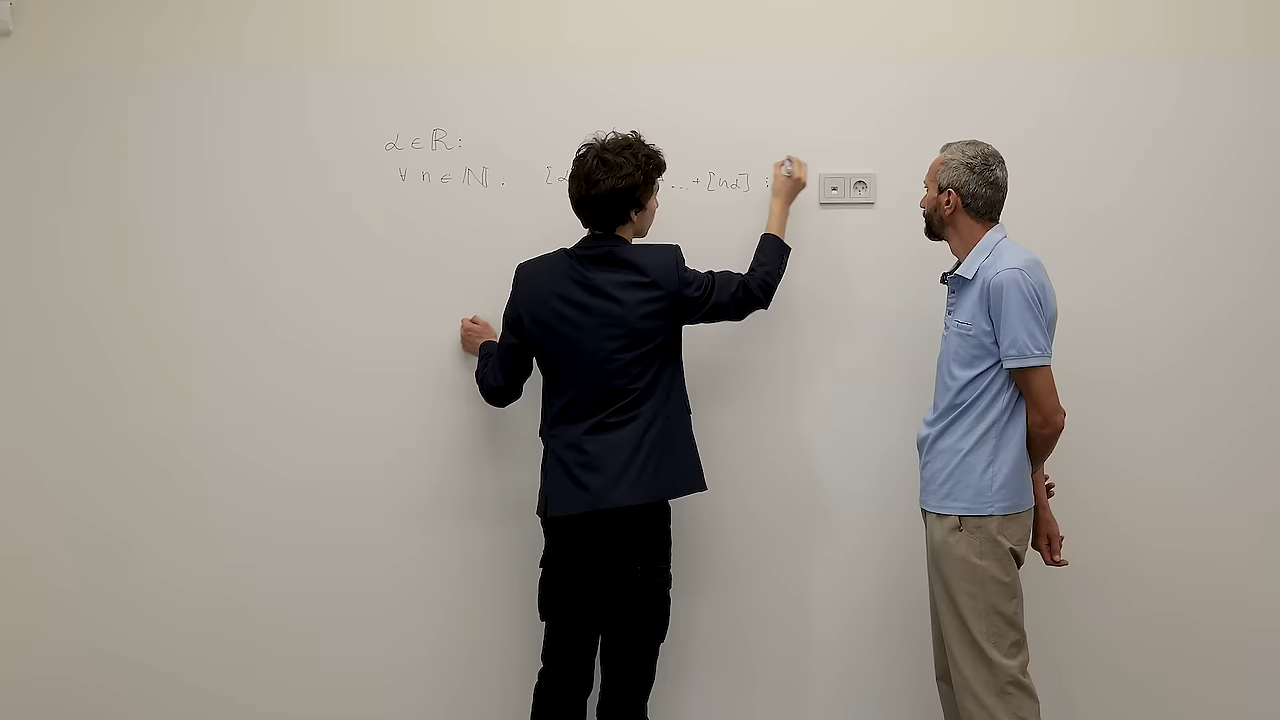 α ∈ ℝ:
∀ n ∈ ℕ. [α ...+[nα] :